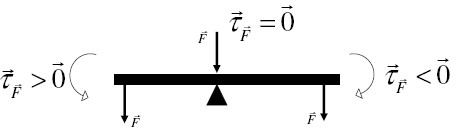 F⃗ τ⃗_F⃗ = 0⃗
τ⃗_F⃗ > 0⃗
τ⃗_F⃗ < 0⃗
F⃗ F⃗